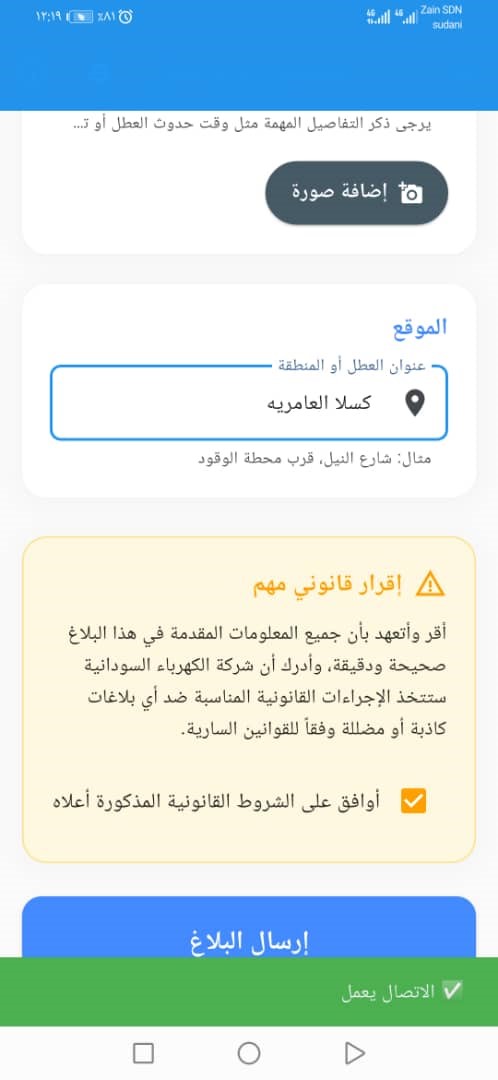 ١٢:١٩ ٪٨١ 4G 4G Zain SDN
sudani
يرجى ذكر التفاصيل المهمة مثل وقت حدوث العطل أو ت...
إضافة صورة
الموقع
عنوان العطل أو المنطقة
كسلا العامريه
مثال: شارع النيل، قرب محطة الوقود
إقرار قانوني مهم
أقر وأتعهد بأن جميع المعلومات المقدمة في هذا البلاغ
صحيحة ودقيقة، وأدرك أن شركة الكهرباء السودانية
ستتخذ الإجراءات القانونية المناسبة ضد أي بلاغات
كاذبة أو مضللة وفقاً للقوانين السارية.
أوافق على الشروط القانونية المذكورة أعلاه
إرسال البلاغ
✅ الاتصال يعمل